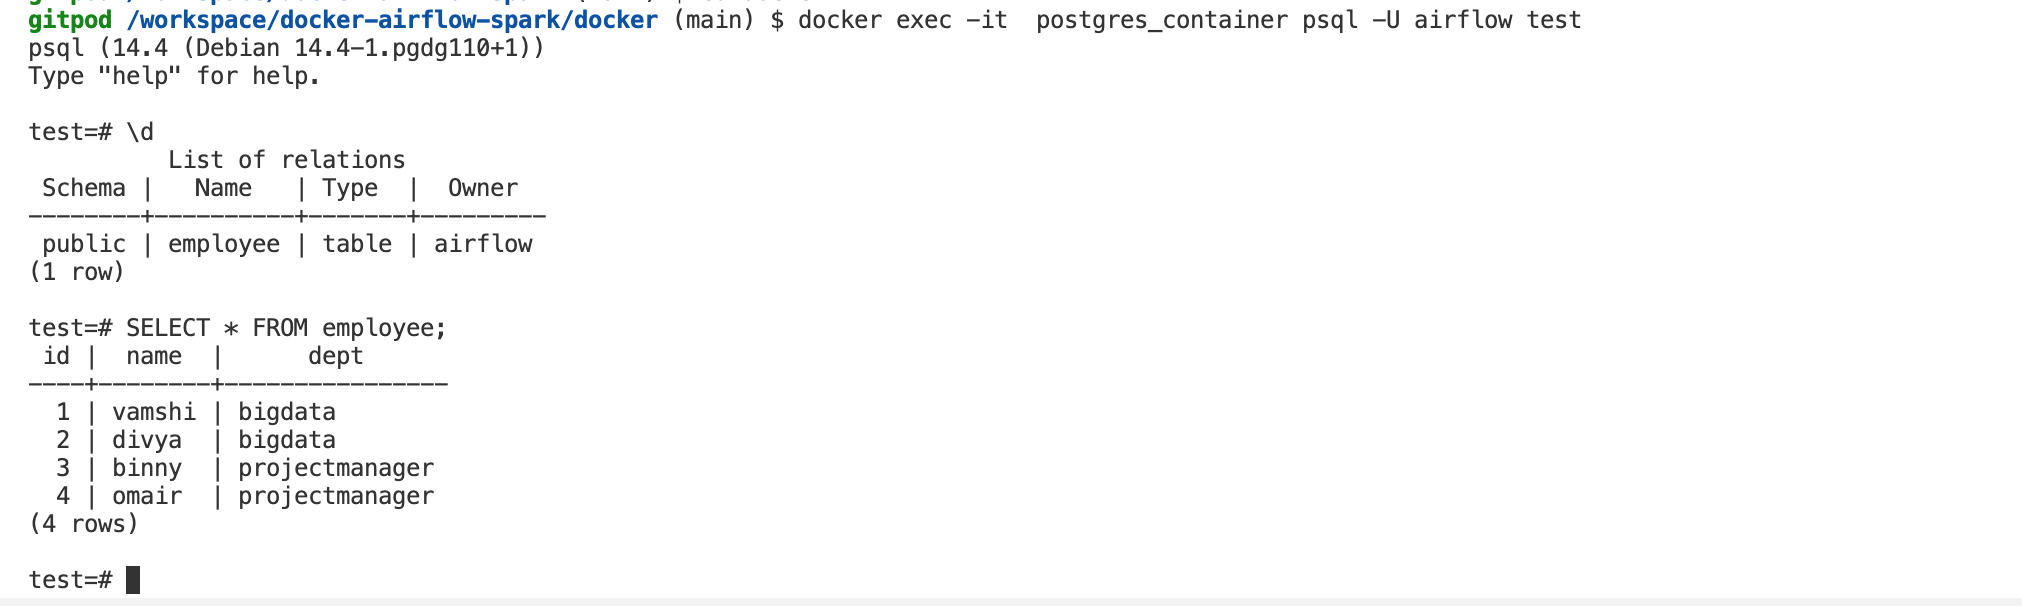 gitpod /workspace/docker-airflow-spark/docker (main) $ docker exec -it  postgres_container psql -U airflow test
psql (14.4 (Debian 14.4-1.pgdg110+1))
Type "help" for help.

test=# \d
          List of relations
 Schema |   Name   | Type  |  Owner
--------+----------+-------+---------
 public | employee | table | airflow
(1 row)

test=# SELECT * FROM employee;
 id |  name  |      dept
----+--------+----------------
  1 | vamshi | bigdata
  2 | divya  | bigdata
  3 | binny  | projectmanager
  4 | omair  | projectmanager
(4 rows)

test=#